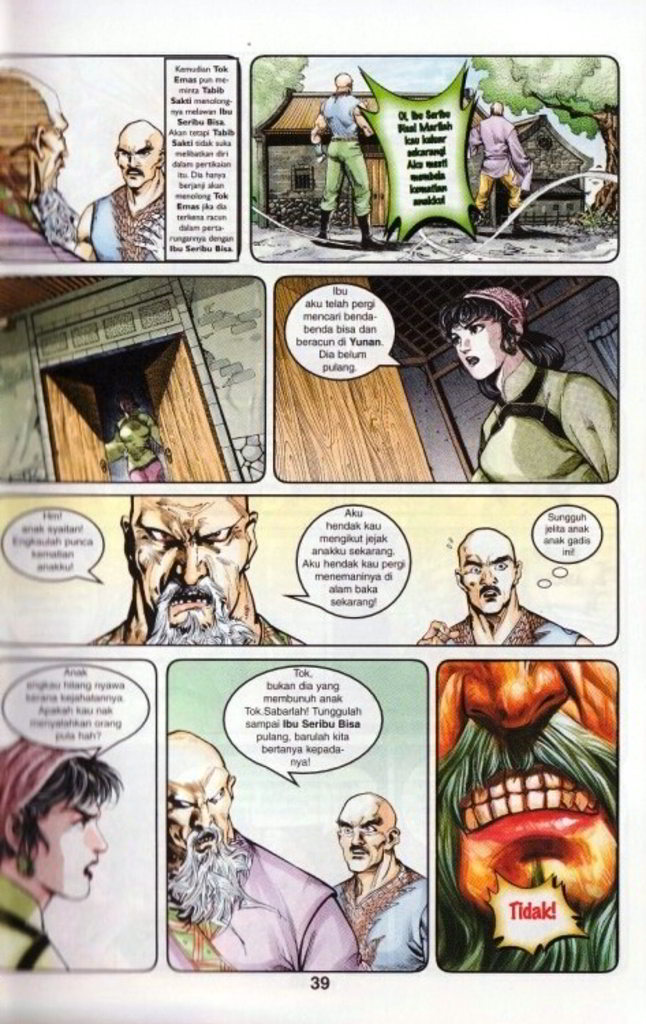 Kemudian Tok
Emas pun me-
minta Tabib
Sakti menolong-
nya melawan Ibu
Seribu Bisa.
Akan tetapi Tabib
Sakti tidak suka
melibatkan diri
dalam pertikaian
itu. Dia hanya
berjanji akan
menolong Tok
Emas jika dia
terkena racun
dalam perta-
rungannya dengan
Ibu Seribu Bisa.
Oi, Ibu Seribu
Bisa! Marilah
kau keluar
sekarang!
Aku mesti
membela
kematian
anakku!
Ibu
aku telah pergi
mencari benda-
benda bisa dan
beracun di Yunan.
Dia belum
pulang.
Hm!
anak syaitan!
Engkaulah punca
kematian
anakku!
Aku
hendak kau
mengikut jejak
anakku sekarang.
Aku hendak kau pergi
menemaninya di
alam baka
sekarang!
Sungguh
jelita anak
anak gadis
ini!
Anak
engkau hilang nyawa
kerana kejahatannya.
Apakah kau nak
menyalahkan orang
pula hah?
Tok,
bukan dia yang
membunuh anak
Tok.Sabarlah! Tunggulah
sampai Ibu Seribu Bisa
pulang, barulah kita
bertanya kepada-
nya!
Tidak!
39